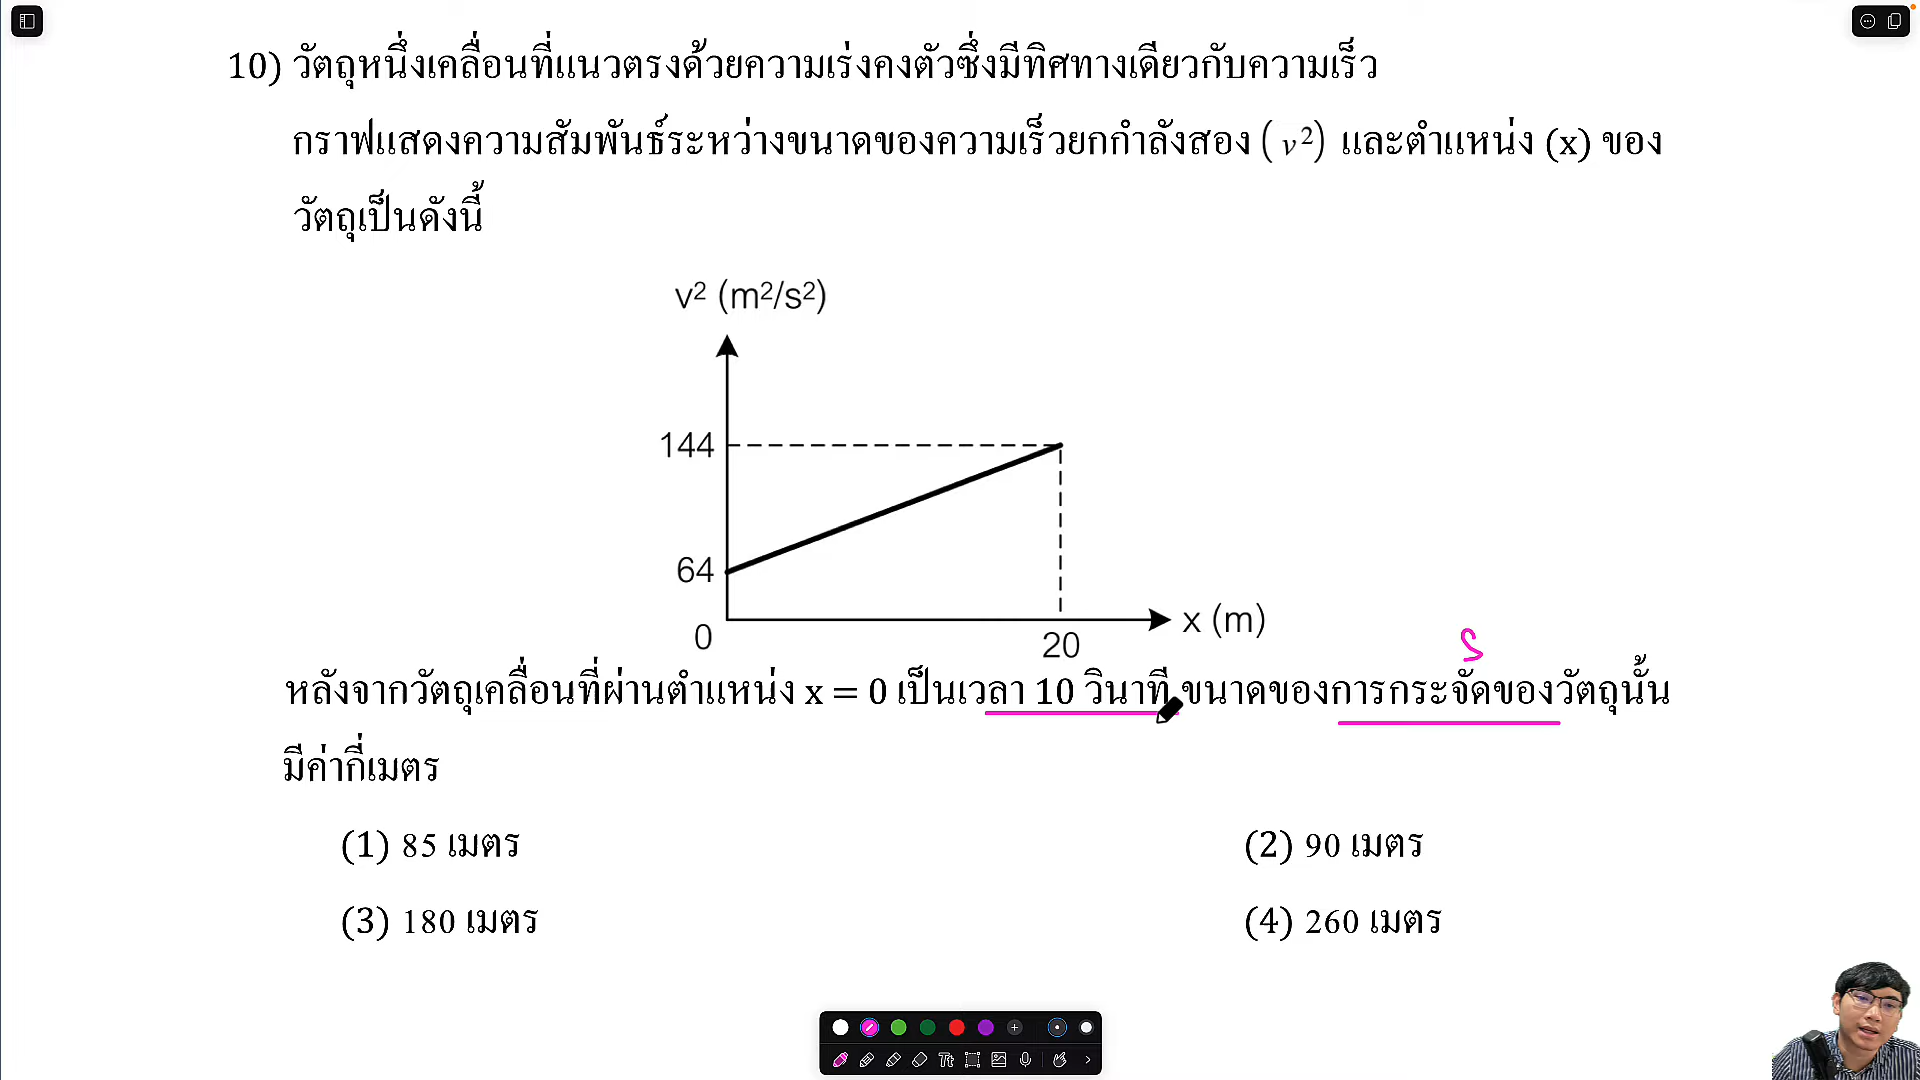 10) วัตถุหนึ่งเคลื่อนที่แนวตรงด้วยความเร่งคงตัวซึ่งมีทิศทางเดียวกับความเร็ว
กราฟแสดงความสัมพันธ์ระหว่างขนาดของความเร็วยกกำลังสอง (v²) และตำแหน่ง (x) ของ
วัตถุเป็นดังนี้
v² (m²/s²)
144
64
0
20
x (m)
S
หลังจากวัตถุเคลื่อนที่ผ่านตำแหน่ง x = 0 เป็นเวลา 10 วินาที ขนาดของการกระจัดของวัตถุนั้น
มีค่ากี่เมตร
(1) 85 เมตร
(2) 90 เมตร
(3) 180 เมตร
(4) 260 เมตร
Tt